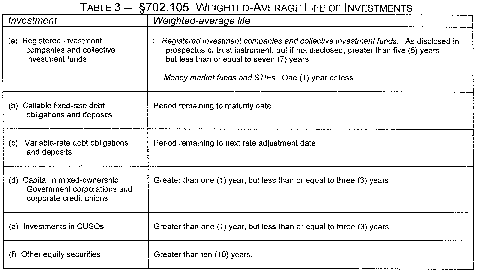 TABLE 3 — §702.105 WEIGHTED-AVERAGE LIFE OF INVESTMENTS
Investment Weighted-average life
(a) Registered investment companies and collective investment funds
Registered investment companies and collective investment funds. As disclosed in
prospectus or trust instrument, but if not disclosed, greater than five (5) years
but less than or equal to seven (7) years
Money market funds and STIFs. One (1) year or less
(b) Callable fixed-rate debt
obligations and deposits
Period remaining to maturity date
(c) Variable-rate debt obligations
and deposits
Period remaining to next rate adjustment date
(d) Capital in mixed-ownership
Government corporations and
corporate credit unions
Greater than one (1) year, but less than or equal to three (3) years
(e) Investments in CUSOs
Greater than one (1) year, but less than or equal to three (3) years
(f) Other equity securities
Greater than ten (10) years.